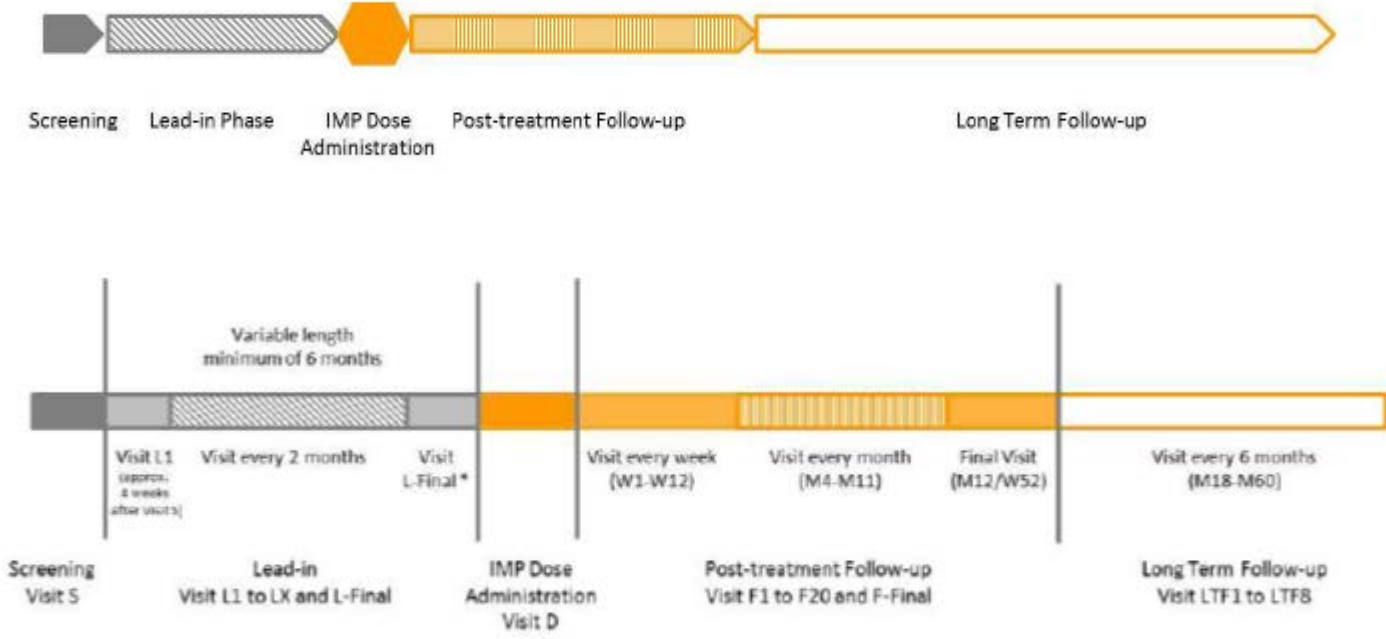 Screening
Lead-in Phase
IMP Dose
Administration
Post-treatment Follow-up
Long Term Follow-up
Variable length
minimum of 6 months
Visit L1
(approx.
4 weeks
after visit S)
Visit every 2 months
Visit
L-Final *
Visit every week
(W1-W12)
Visit every month
(M4-M11)
Final Visit
(M12/W52)
Visit every 6 months
(M18-M60)
Screening
Visit S
Lead-in
Visit L1 to LX and L-Final
IMP Dose
Administration
Visit D
Post-treatment Follow-up
Visit F1 to F20 and F-Final
Long Term Follow-up
Visit LTF1 to LTF8